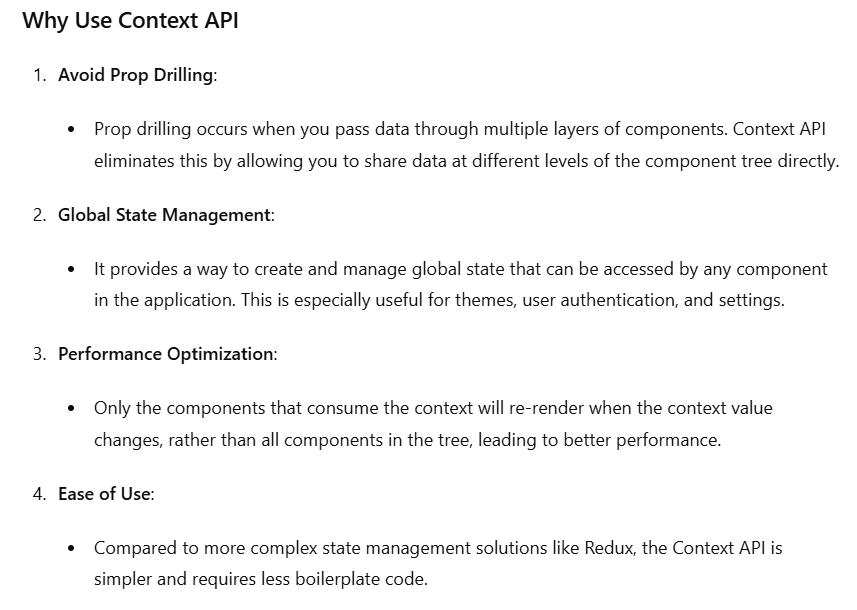 Why Use Context API
1. Avoid Prop Drilling:
• Prop drilling occurs when you pass data through multiple layers of components. Context API
eliminates this by allowing you to share data at different levels of the component tree directly.
2. Global State Management:
• It provides a way to create and manage global state that can be accessed by any component
in the application. This is especially useful for themes, user authentication, and settings.
3. Performance Optimization:
• Only the components that consume the context will re-render when the context value
changes, rather than all components in the tree, leading to better performance.
4. Ease of Use:
• Compared to more complex state management solutions like Redux, the Context API is
simpler and requires less boilerplate code.